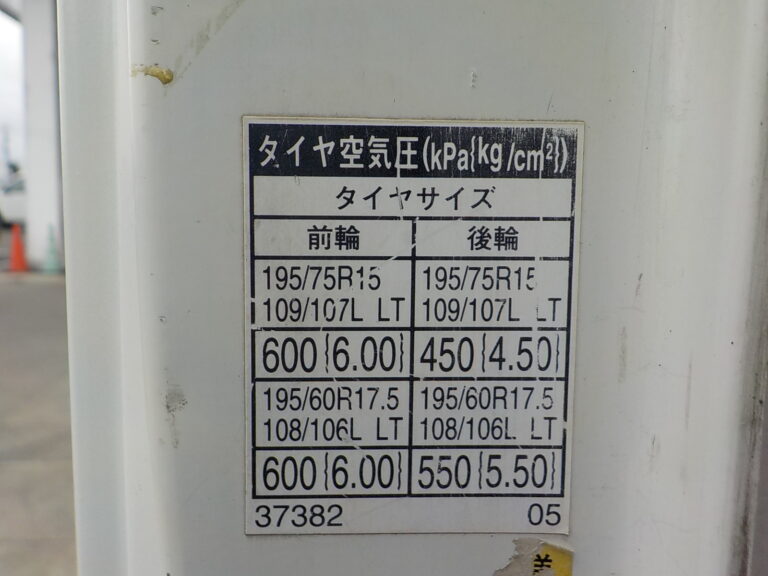 タイヤ空気圧(kPa{kg/cm²})
タイヤサイズ
前輪 後輪
195/75R15 195/75R15
109/107L LT 109/107L LT
600{6.00} 450{4.50}
195/60R17.5 195/60R17.5
108/106L LT 108/106L LT
600{6.00} 550{5.50}
37382 05